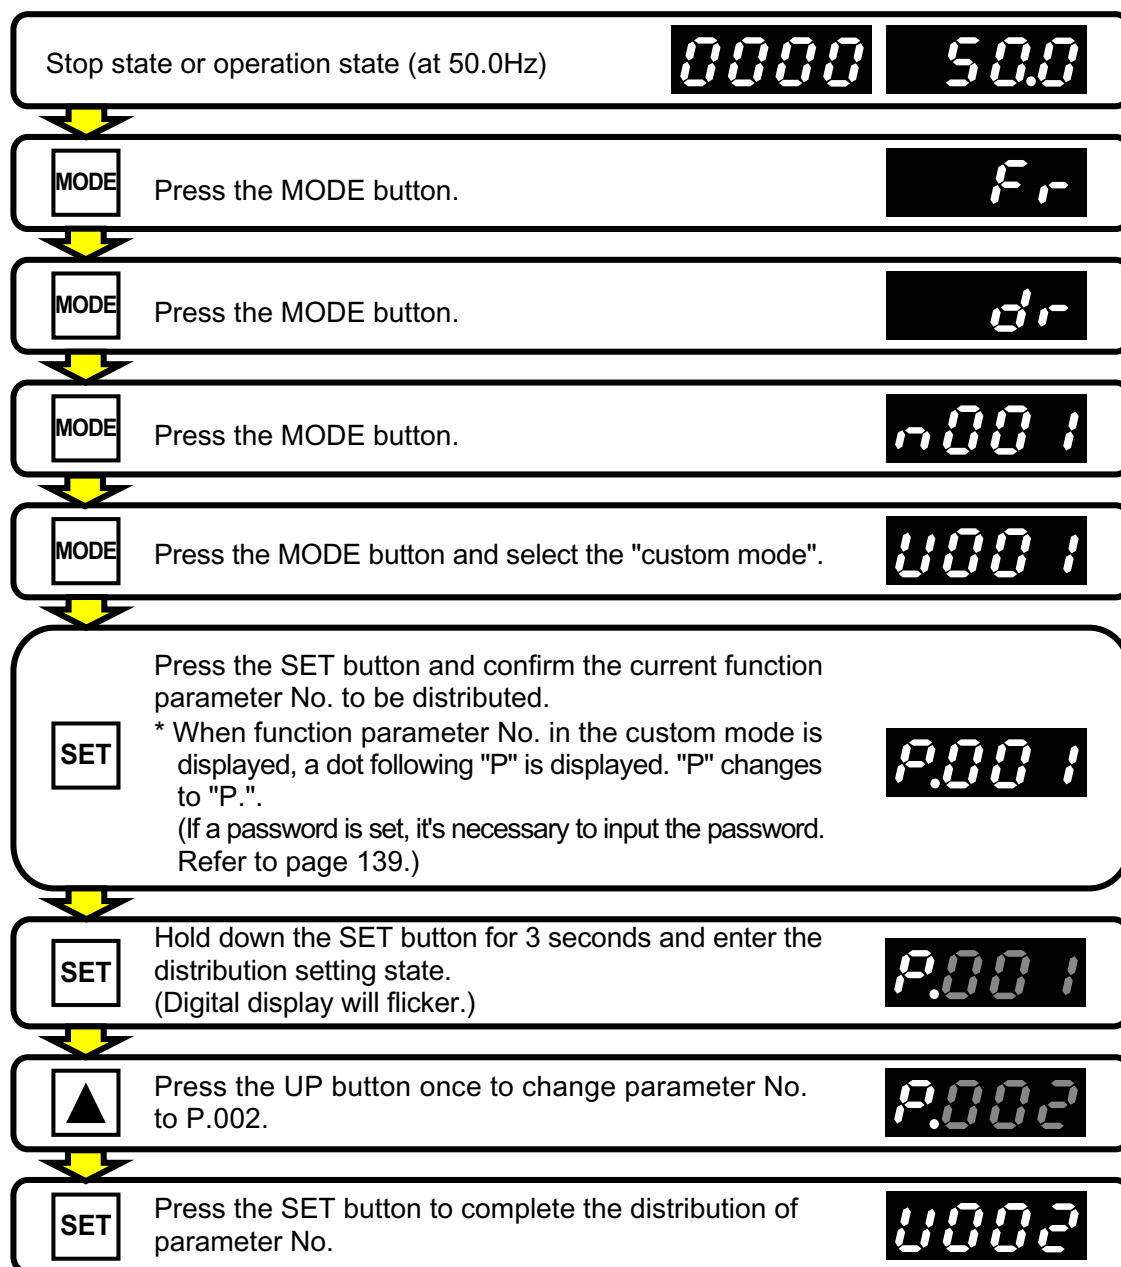 Stop state or operation state (at 50.0Hz) 0000 50.0
MODE Press the MODE button. Fr
MODE Press the MODE button. dr
MODE Press the MODE button. n001
MODE Press the MODE button and select the "custom mode". U001
Press the SET button and confirm the current function
parameter No. to be distributed.
* When function parameter No. in the custom mode is
SET displayed, a dot following "P" is displayed. "P" changes P.001
to "P.".
(If a password is set, it's necessary to input the password.
Refer to page 139.)
Hold down the SET button for 3 seconds and enter the
SET distribution setting state. P.001
(Digital display will flicker.)
Press the UP button once to change parameter No. P.002
to P.002.
SET Press the SET button to complete the distribution of U002
parameter No.